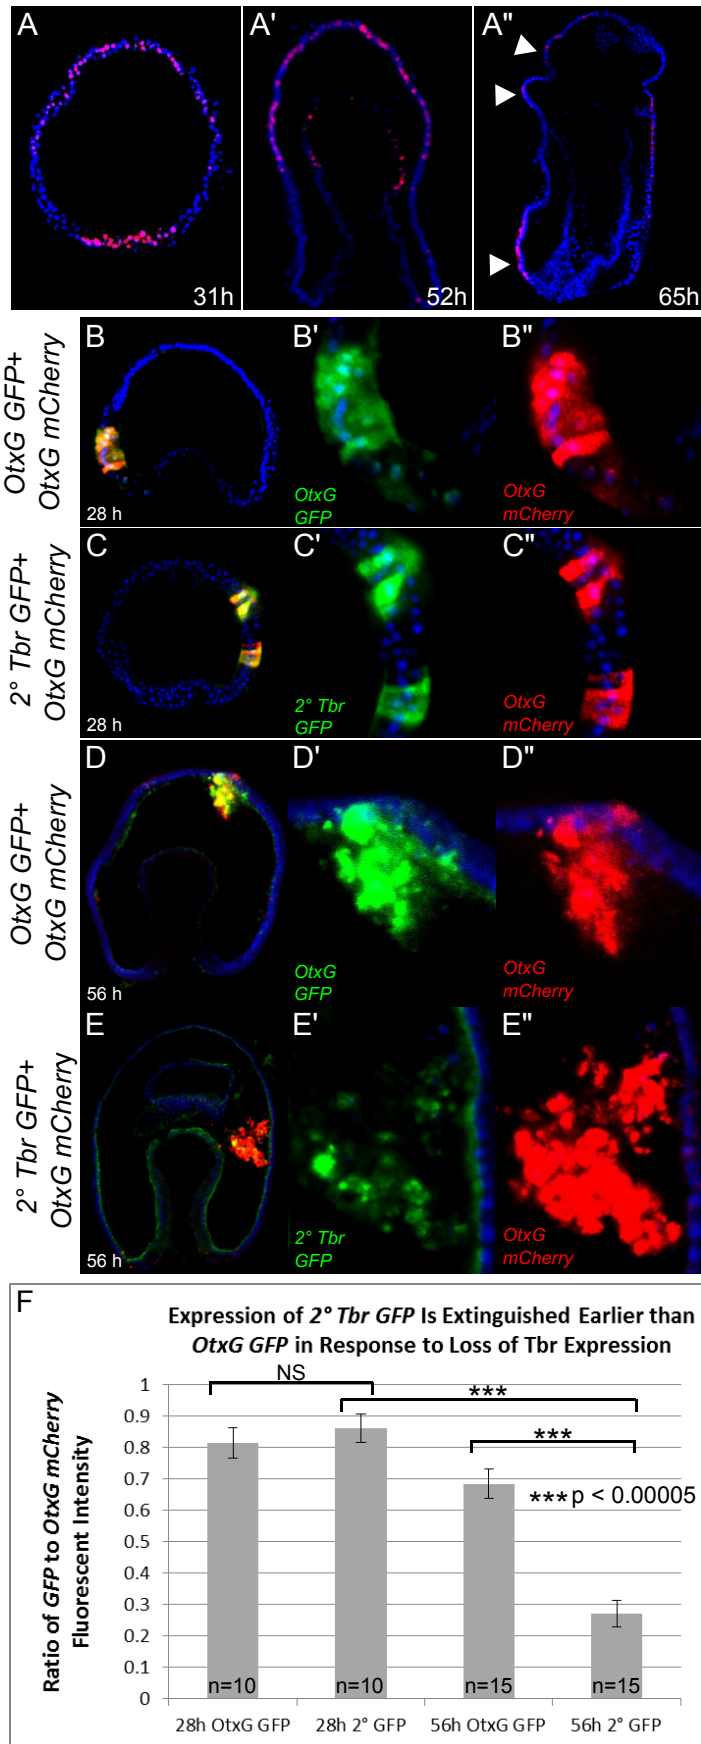 A
A'
A"
31h
52h
65h
OtxG GFP+
OtxG mCherry
B
B'
B"
28 h
OtxG
GFP
OtxG
mCherry
2° Tbr GFP+
OtxG mCherry
C
C'
C"
28 h
2° Tbr
GFP
OtxG
mCherry
OtxG GFP+
OtxG mCherry
D
D'
D"
56 h
OtxG
GFP
OtxG
mCherry
2° Tbr GFP+
OtxG mCherry
E
E'
E"
56 h
2° Tbr
GFP
OtxG
mCherry
F
Expression of 2° Tbr GFP Is Extinguished Earlier than
OtxG GFP in Response to Loss of Tbr Expression
Ratio of GFP to OtxG mCherry
Fluorescent Intensity
1
0.9
0.8
0.7
0.6
0.5
0.4
0.3
0.2
0.1
0
NS
***
***
***p < 0.00005
n=10
n=10
n=15
n=15
28h OtxG GFP
28h 2° GFP
56h OtxG GFP
56h 2° GFP